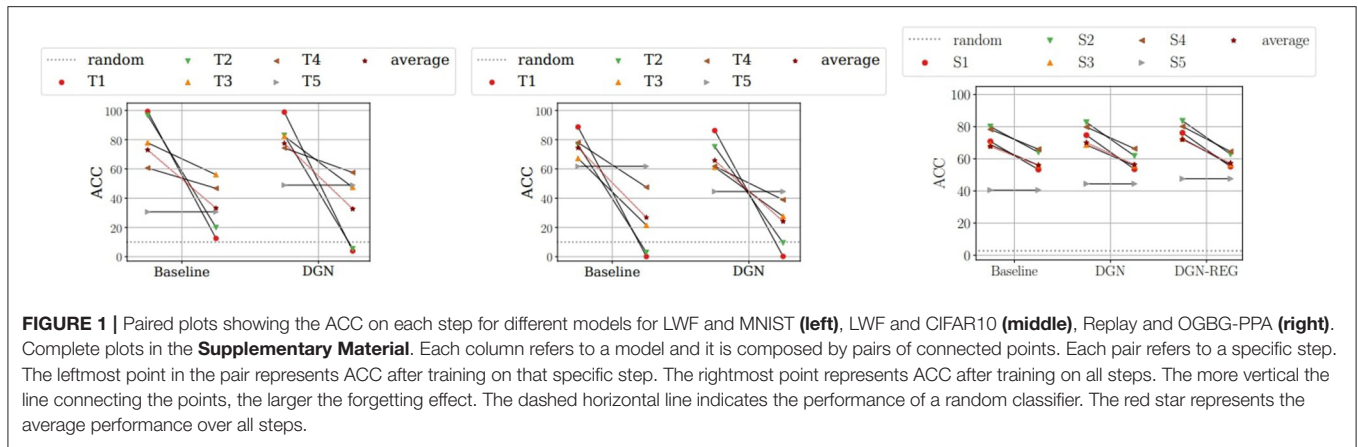 random T2 T4 average
T1 T3 T5
ACC
100
80
60
40
20
0
Baseline DGN
random T2 T4 average
T1 T3 T5
ACC
100
80
60
40
20
0
Baseline DGN
random S2 S4 average
S1 S3 S5
ACC
100
80
60
40
20
0
Baseline DGN DGN-REG
FIGURE 1 | Paired plots showing the ACC on each step for different models for LWF and MNIST (left), LWF and CIFAR10 (middle), Replay and OGBG-PPA (right).
Complete plots in the Supplementary Material. Each column refers to a model and it is composed by pairs of connected points. Each pair refers to a specific step.
The leftmost point in the pair represents ACC after training on that specific step. The rightmost point represents ACC after training on all steps. The more vertical the
line connecting the points, the larger the forgetting effect. The dashed horizontal line indicates the performance of a random classifier. The red star represents the
average performance over all steps.